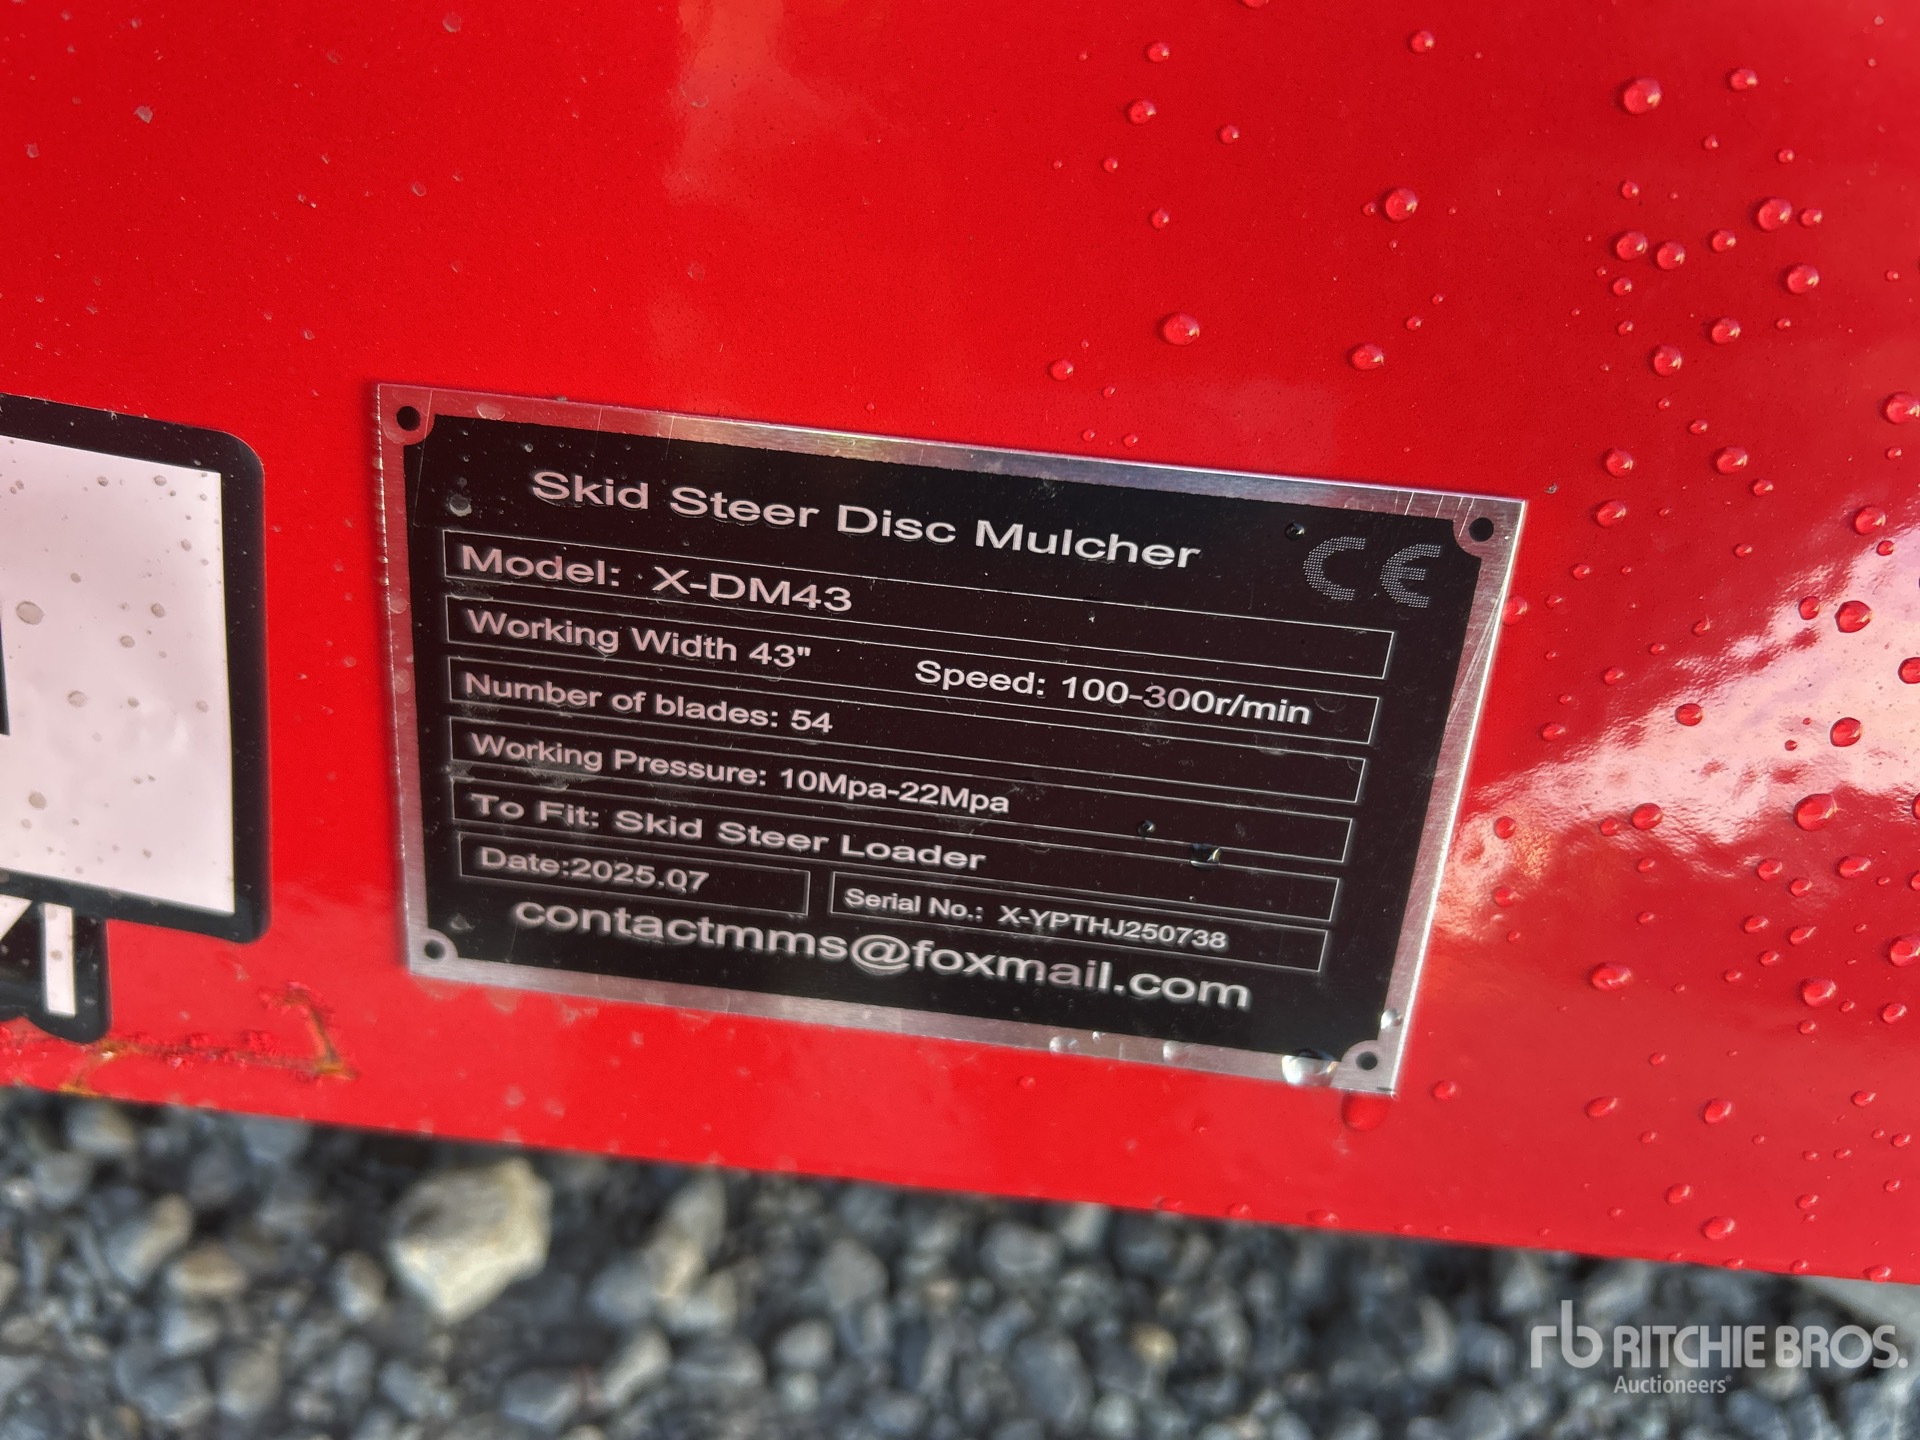 Skid Steer Disc Mulcher
CE
Model: X-DM43
Working Width 43" Speed: 100-300r/min
Number of blades: 54
Working Pressure: 10Mpa-22Mpa
To Fit: Skid Steer Loader
Date:2025.07 Serial No.: X-YPTHJ250738
contactmms@foxmail.com
rb RITCHIE BROS.
Auctioneers®